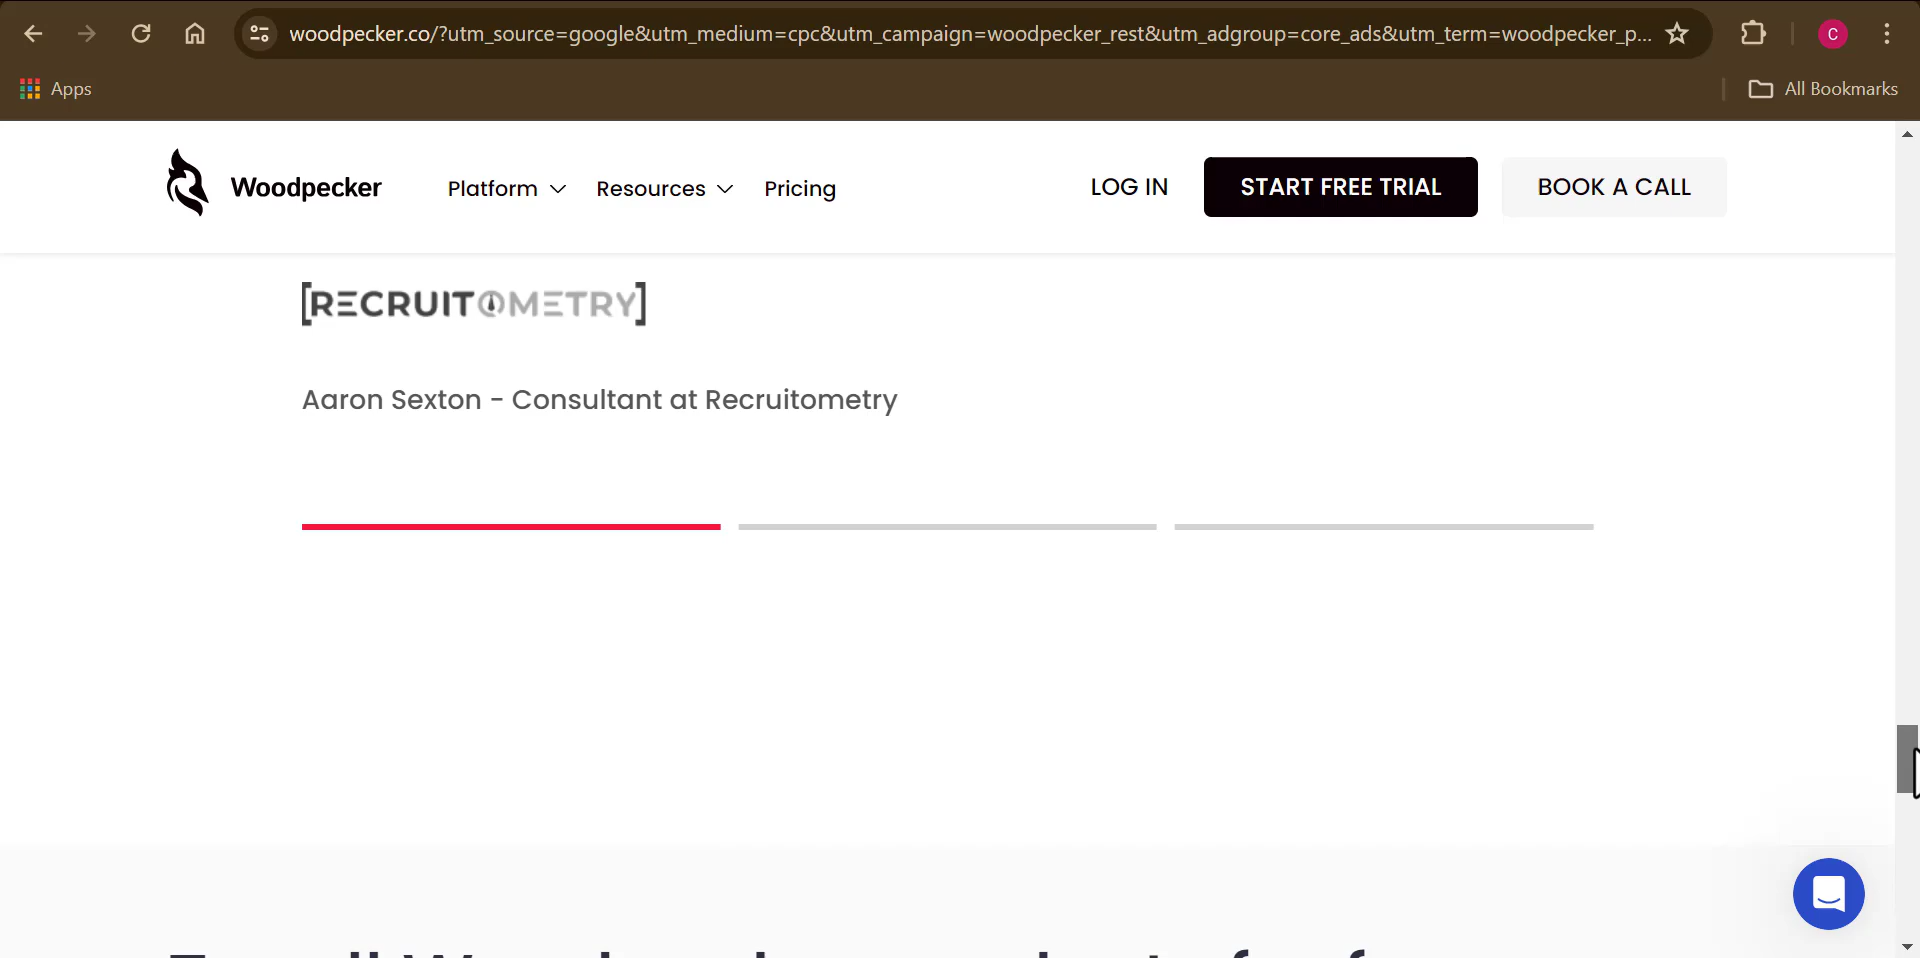 woodpecker.co/?utm_source=google&utm_medium=cpc&utm_campaign=woodpecker_rest&utm_adgroup=core_ads&utm_term=woodpecker_p...
C
Apps
All Bookmarks
Woodpecker
Platform
Resources
Pricing
LOG IN
START FREE TRIAL
BOOK A CALL
[RECRUITOMETRY]
Aaron Sexton - Consultant at Recruitometry